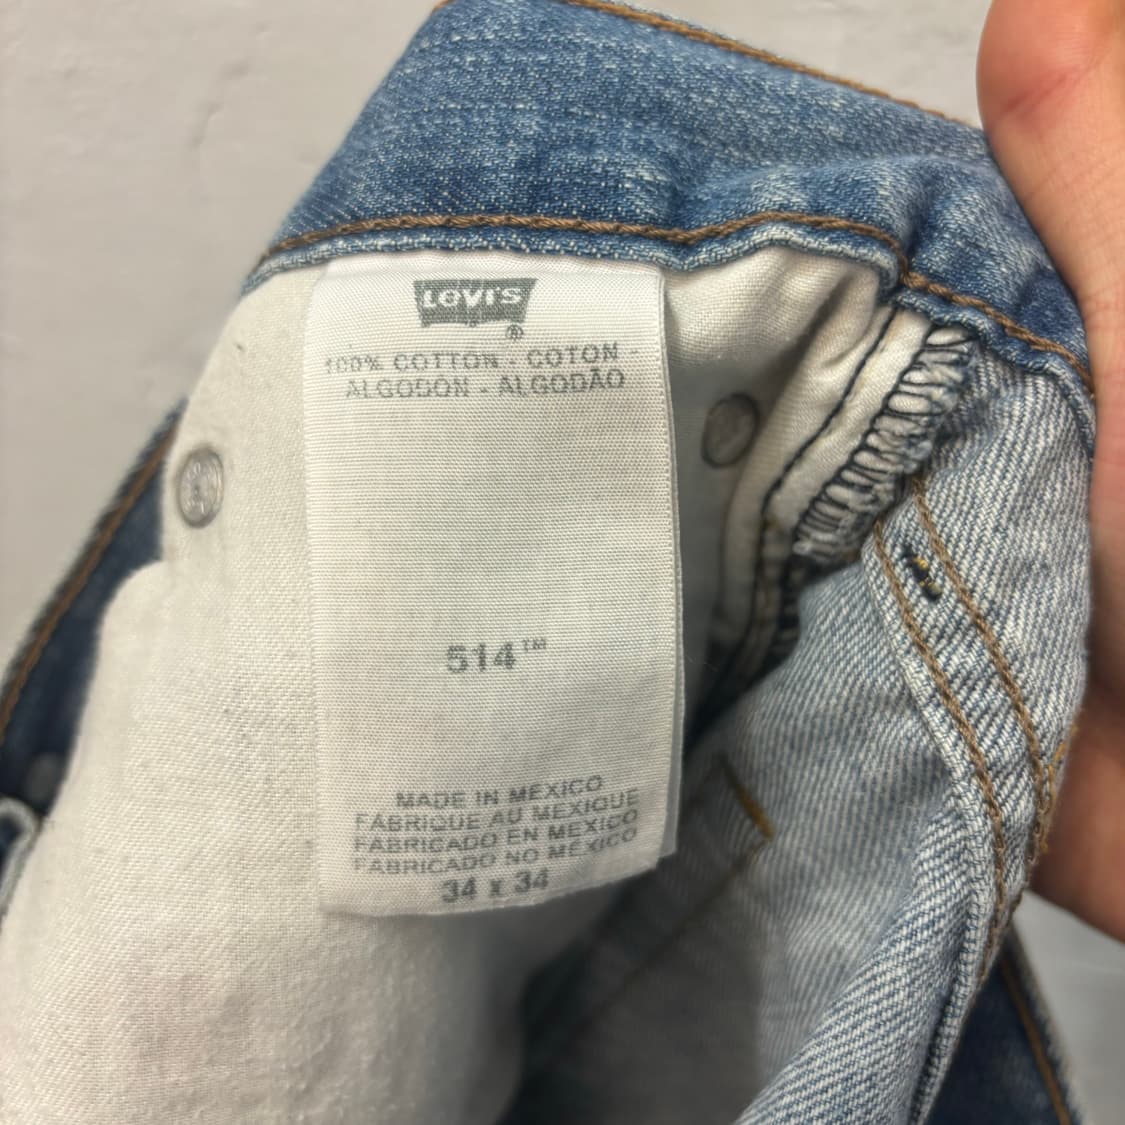 LEVI'S
®
100% COTTON - COTON -
ALGODON - ALGODÃO
514™
MADE IN MEXICO
FABRIQUE AU MEXIQUE
FABRICADO EN MEXICO
FABRICADO NO MÉXICO
34 x 34